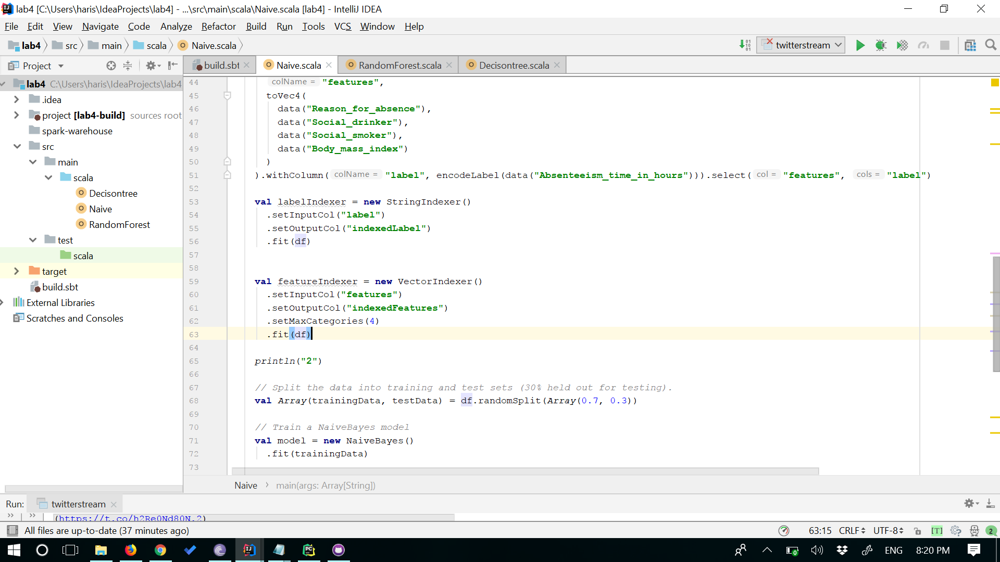 lab4 [C:\Users\haris\IdeaProjects\lab4] - ...\src\main\scala\Naive.scala [lab4] - IntelliJ IDEA
File Edit View Navigate Code Analyze Refactor Build Run Tools VCS Window Help
lab4 src main scala Naive.scala twitterstream
Project build.sbt Naive.scala RandomForest.scala Decisontree.scala
lab4 C:\Users\haris\IdeaProjects\lab4
.idea
project [lab4-build] sources root
spark-warehouse
src
main
scala
Decisontree
Naive
RandomForest
test
scala
target
build.sbt
External Libraries
Scratches and Consoles
44 colName = "features",
45 toVec4(
46 data("Reason_for_absence"),
47 data("Social_drinker"),
48 data("Social_smoker"),
49 data("Body_mass_index")
50 )
51 ).withColumn( colName = "label", encodeLabel(data("Absenteeism_time_in_hours"))).select( col = "features", cols = "label")
52
53 val labelIndexer = new StringIndexer()
54 .setInputCol("label")
55 .setOutputCol("indexedLabel")
56 .fit(df)
57
58
59 val featureIndexer = new VectorIndexer()
60 .setInputCol("features")
61 .setOutputCol("indexedFeatures")
62 .setMaxCategories(4)
63 .fit(df)
64
65 println("2")
66
67 // Split the data into training and test sets (30% held out for testing).
68 val Array(trainingData, testData) = df.randomSplit(Array(0.7, 0.3))
69
70 // Train a NaiveBayes model
71 val model = new NaiveBayes()
72 .fit(trainingData)
73
Naive main(args: Array[String])
Run: twitterstream
(https://t.co/h2Re0Nd80N,2)
All files are up-to-date (37 minutes ago) 63:15 CRLF UTF-8 [T] 2
ENG 8:20 PM